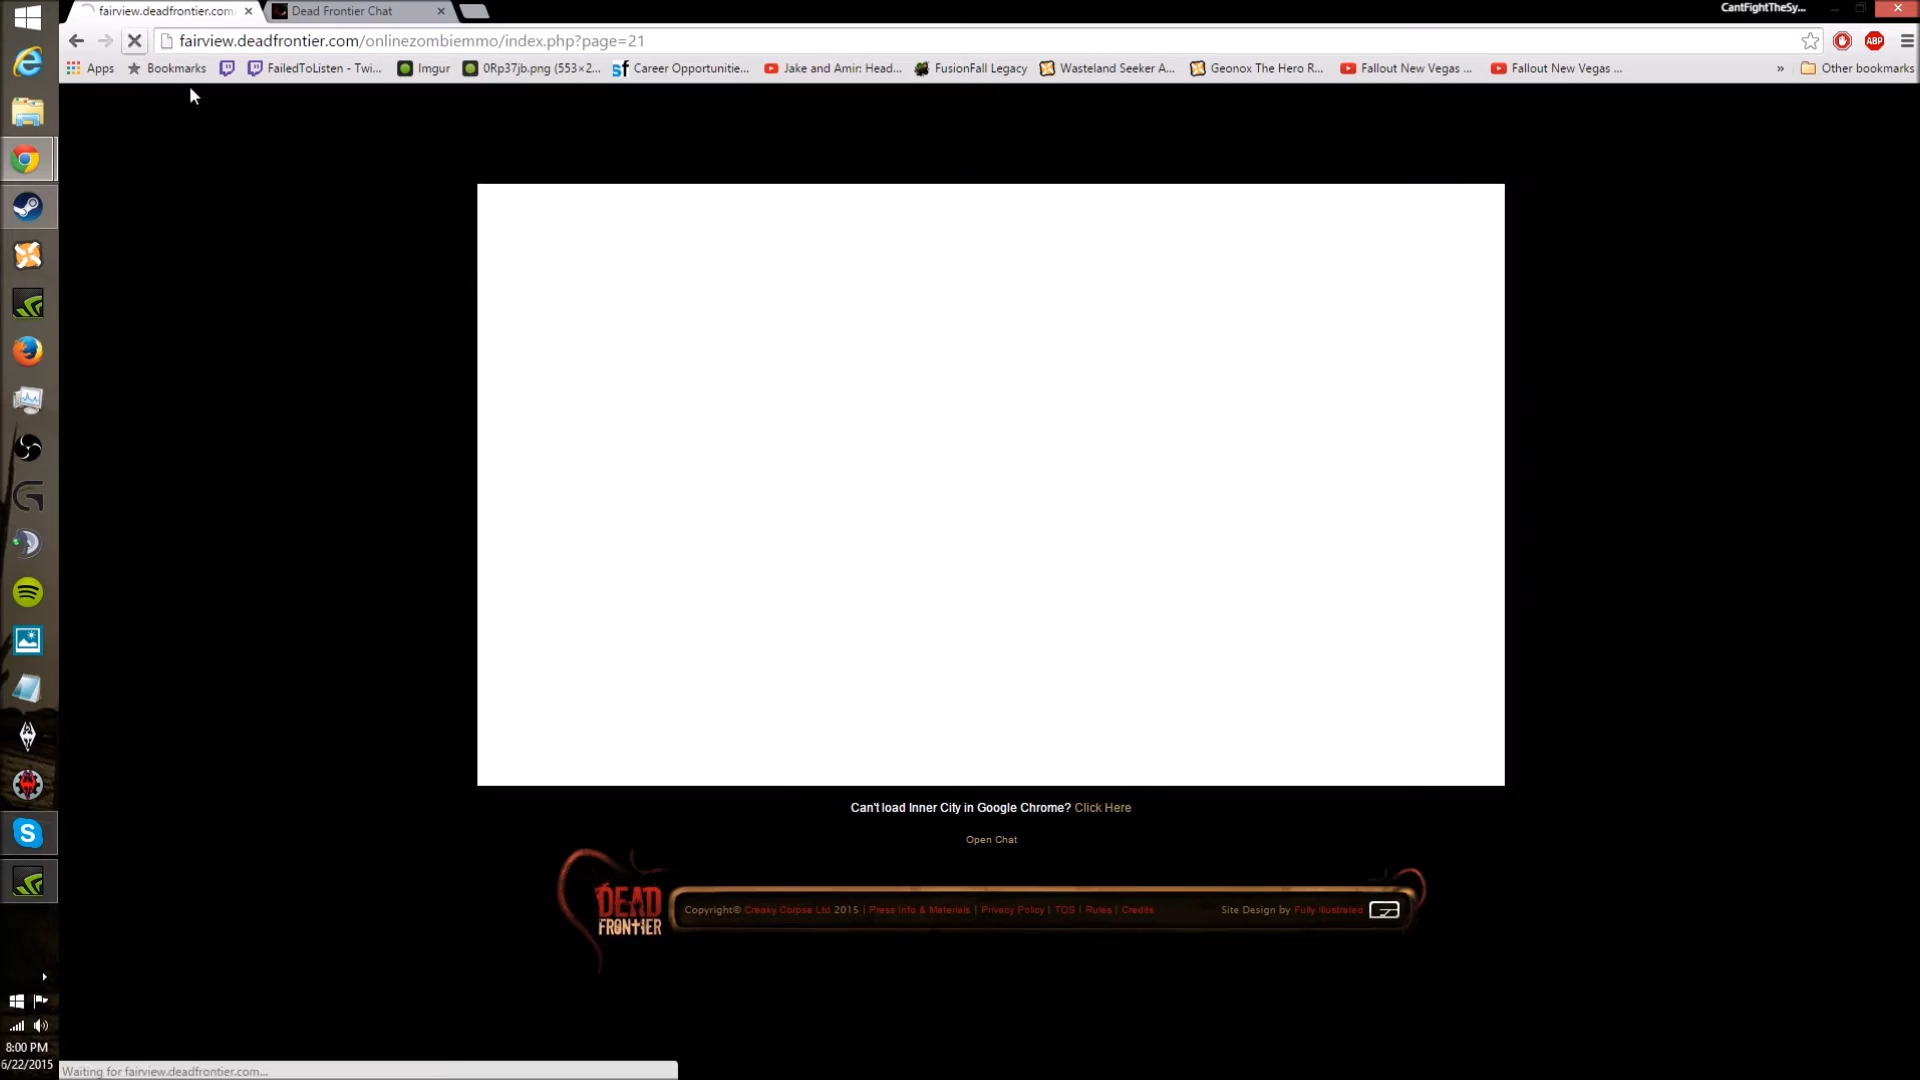 fairview.deadfrontier.com
Dead Frontier Chat
CantFightTheSy...
fairview.deadfrontier.com/onlinezombiemmo/index.php?page=21
ABP
Apps
Bookmarks
FailedToListen - Twi...
Imgur
0Rp37jb.png (553×2...
Career Opportunitie...
Jake and Amir: Head...
FusionFall Legacy
Wasteland Seeker A...
Geonox The Hero R...
Fallout New Vegas ...
Fallout New Vegas ...
»
Other bookmarks
Can't load Inner City in Google Chrome? Click Here
Open Chat
DEAD
FRONTIER
Copyright© Creaky Corpse Ltd 2015 | Press Info & Materials | Privacy Policy | TOS | Rules | Credits
Site Design by Fully Illustrated
8:00 PM
6/22/2015
Waiting for fairview.deadfrontier.com...